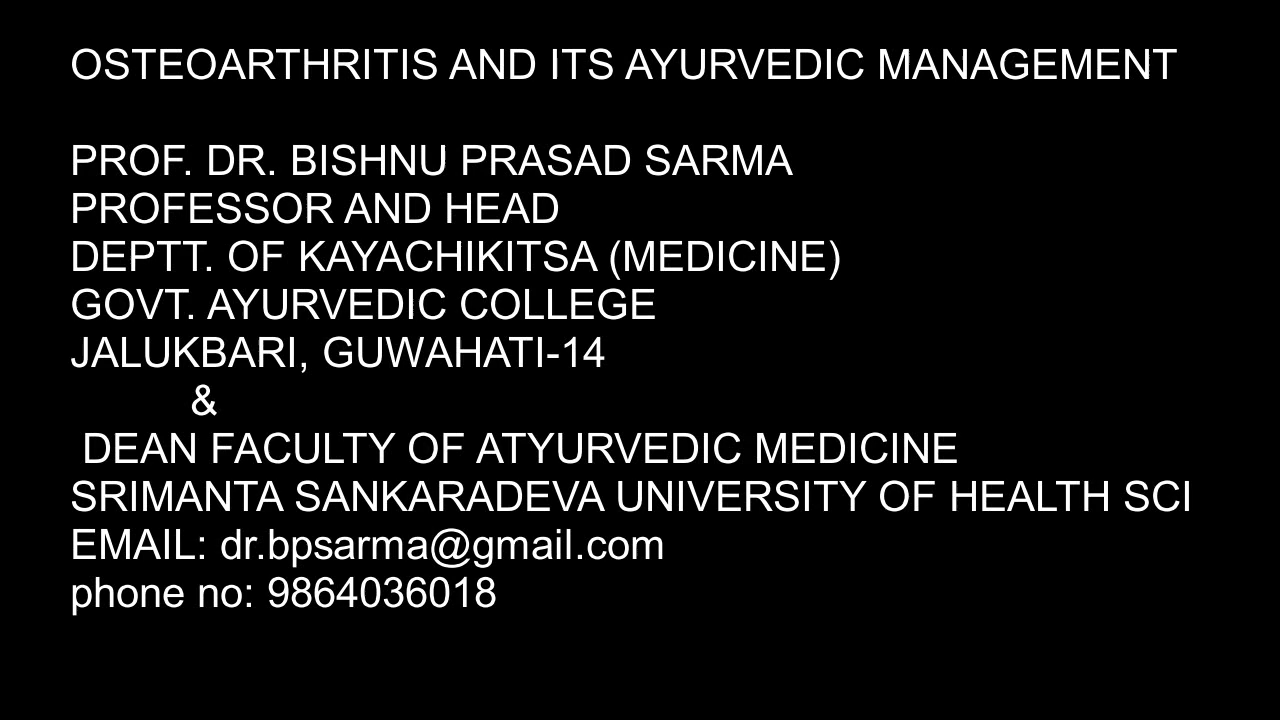 OSTEOARTHRITIS AND ITS AYURVEDIC MANAGEMENT
PROF. DR. BISHNU PRASAD SARMA
PROFESSOR AND HEAD
DEPTT. OF KAYACHIKITSA (MEDICINE)
GOVT. AYURVEDIC COLLEGE
JALUKBARI, GUWAHATI-14
&
DEAN FACULTY OF ATYURVEDIC MEDICINE
SRIMANTA SANKARADEVA UNIVERSITY OF HEALTH SCI
EMAIL: dr.bpsarma@gmail.com
phone no: 9864036018